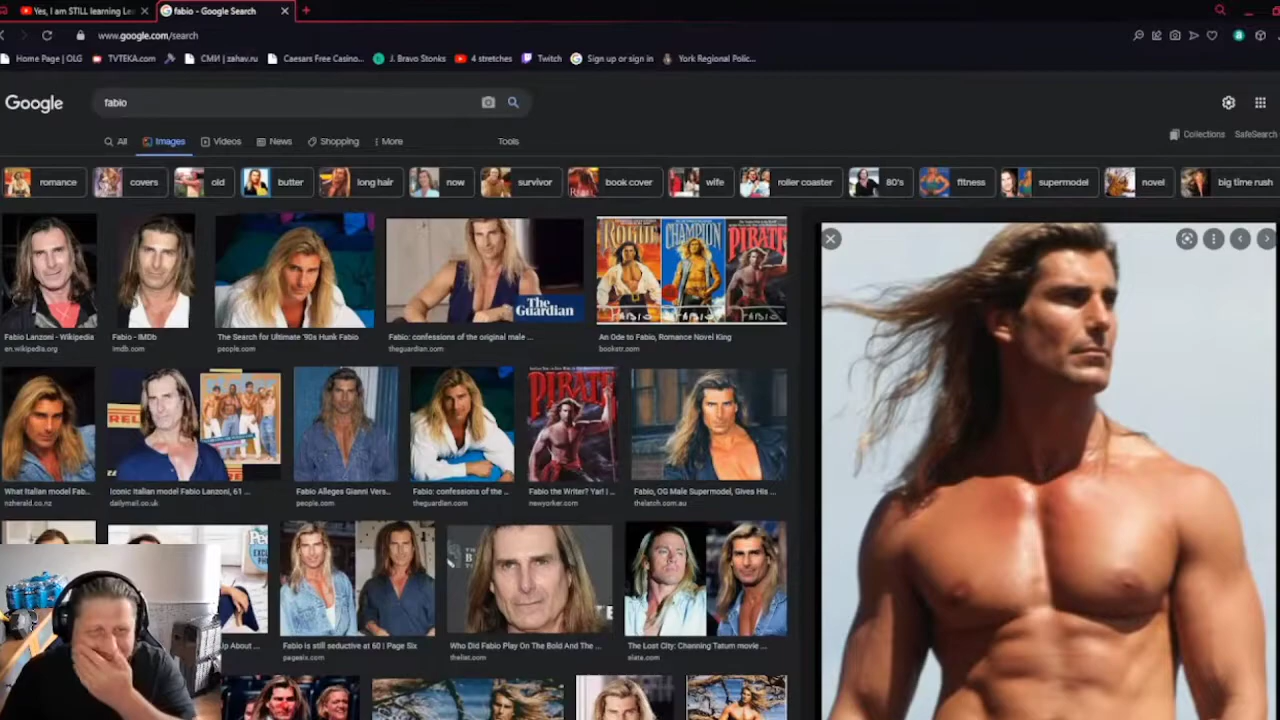 Yes, I am STILL learning Le
fabio - Google Search
www.google.com/search
Home Page | OLG
TVTEKA.com
СМИ | zahav.ru
Caesars Free Casino...
J. Bravo Stonks
4 stretches
Twitch
Sign up or sign in
York Regional Polic...
Google
fabio
All
Images
Videos
News
Shopping
More
Tools
Collections
SafeSearch
romance
covers
old
butter
long hair
now
survivor
book cover
wife
roller coaster
80's
fitness
supermodel
novel
big time rush
The Guardian
ROGUE
CHAMPION
PIRATE
FABIO
FABIO
FABIO
Fabio Lanzoni - Wikipedia
en.wikipedia.org
Fabio - IMDb
imdb.com
The Search for Ultimate '90s Hunk Fabio
people.com
Fabio: confessions of the original male ...
theguardian.com
An Ode to Fabio, Romance Novel King
bookstr.com
PIRATE
What Italian model Fab...
nzherald.co.nz
Iconic Italian model Fabio Lanzoni, 61 ...
dailymail.co.uk
Fabio Alleges Gianni Vers...
people.com
Fabio: confessions of the ...
theguardian.com
Fabio the Writer? Yar! | ...
newyorker.com
Fabio, OG Male Supermodel, Gives His ...
thelatch.com.au
Up About ...
Fabio is still seductive at 60 | Page Six
pagesix.com
Who Did Fabio Play On The Bold And The ...
thelist.com
The Lost City: Channing Tatum movie ...
slate.com